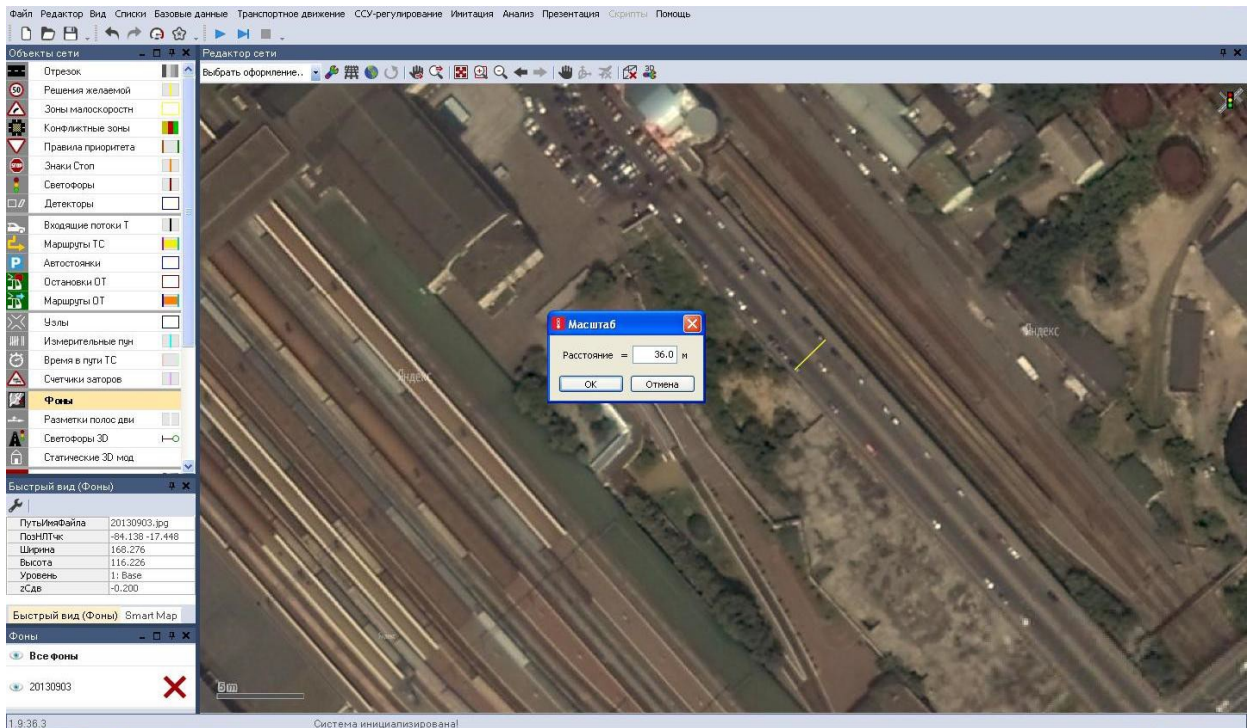 Файл Редактор Вид Списки Базовые данные Транспортное движение ССУ-регулирование Имитация Анализ Презентация Скрипты Помощь
Объекты сети
Отрезок
Решения желаемой
Зоны малоскоростн
Конфликтные зоны
Правила приоритета
Знаки Стоп
Светофоры
Детекторы
Входящие потоки Т
Маршруты ТС
Автостоянки
Остановки ОТ
Маршруты ОТ
Узлы
Измерительные пун
Время в пути ТС
Счетчики заторов
Фоны
Разметки полос дви
Светофоры 3D
Статические 3D мод
Быстрый вид (Фоны)
ПутьИмяФайла 20130903.jpg
ПозНЛТчк -84.138 -17.448
Ширина 168.276
Высота 116.226
Уровень 1: Base
zСдв -0.200
Быстрый вид (Фоны) Smart Map
Фоны
Все фоны
20130903
Редактор сети
Выбрать оформление..
Масштаб
Расстояние = 36.0 м
ОК Отмена
Яндекс
Яндекс
5 m
1.9:36.3 Система инициализирована!